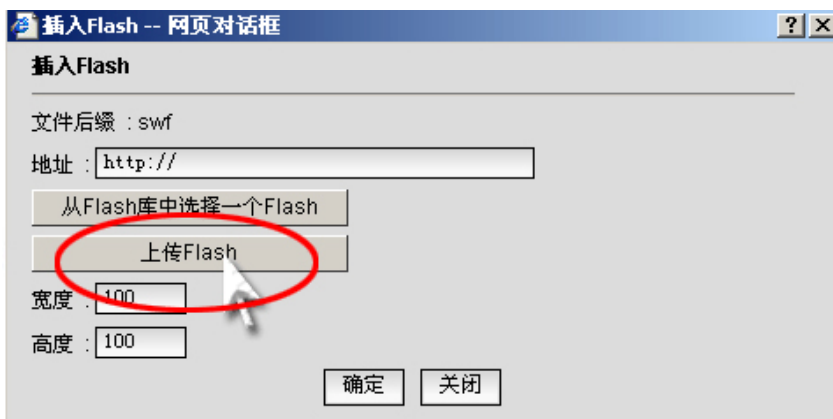 插入Flash -- 网页对话框
插入Flash
文件后缀 : swf
地址 : http://
从Flash库中选择一个Flash
上传Flash
宽度 : 100
高度 : 100
确定 关闭